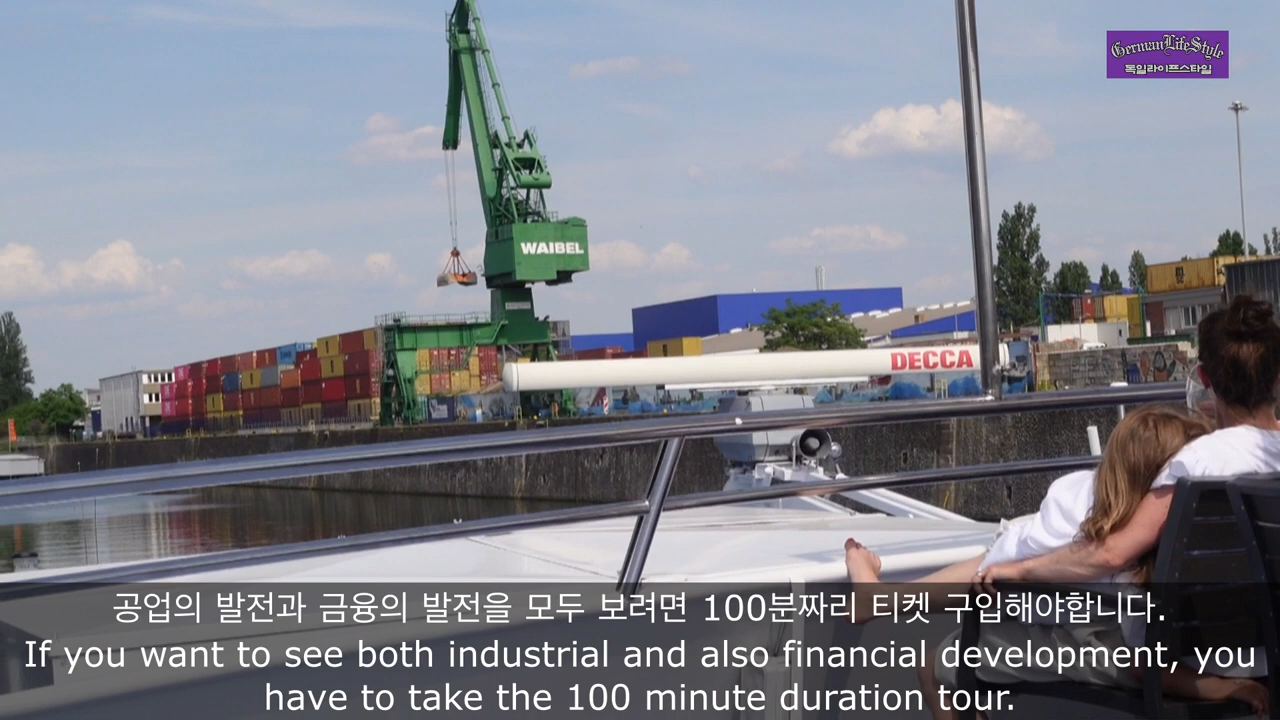 GermanLifeStyle
독일라이프스타일
WAIBEL
DECCA
공업의 발전과 금융의 발전을 모두 보려면 100분짜리 티켓 구입해야합니다.
If you want to see both industrial and also financial development, you
have to take the 100 minute duration tour.